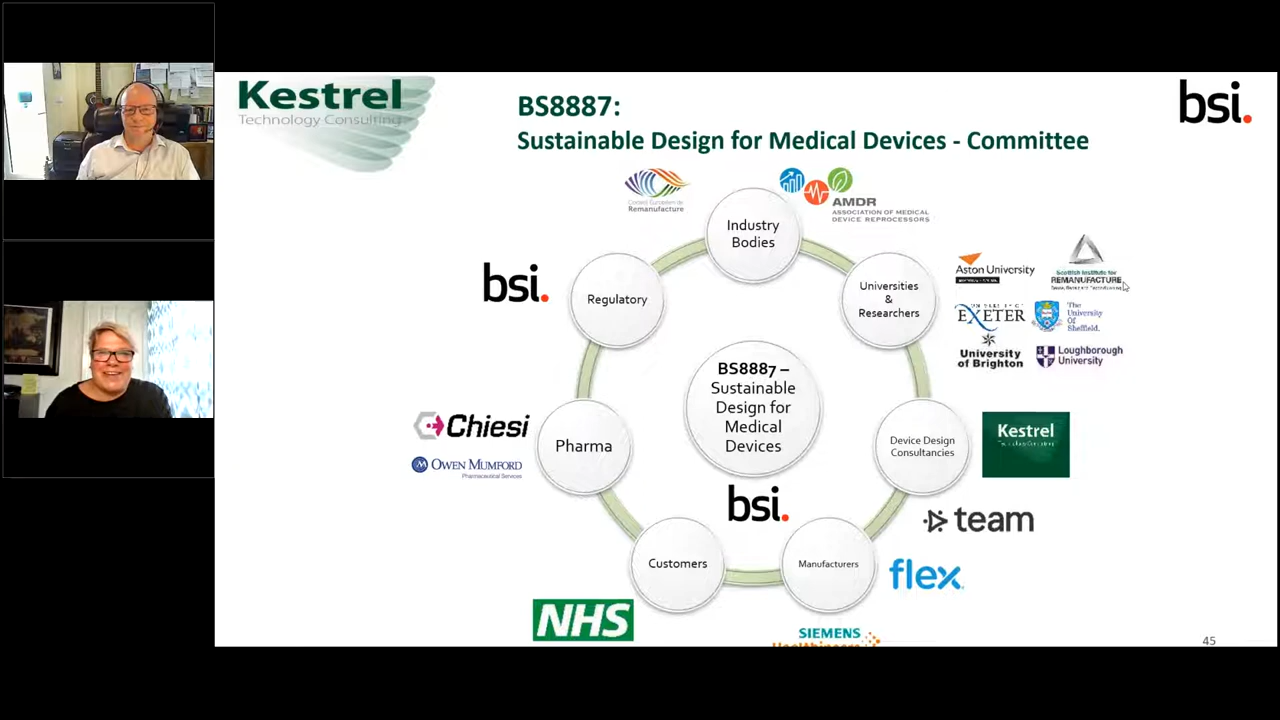 Kestrel
Technology Consulting
BS8887:
Sustainable Design for Medical Devices - Committee
bsi.
Conseil Européen de
Remanufacture
AMDR
ASSOCIATION OF MEDICAL
DEVICE REPROCESSORS
Industry
Bodies
bsi.
Regulatory
Universities
&
Researchers
Aston University
Scottish Institute for
REMANUFACTURE
EXETER
The
University
Of
Sheffield.
University
of Brighton
Loughborough
University
BS8887 –
Sustainable
Design for
Medical
Devices
Chiesi
OWEN MUMFORD
Pharmaceutical Services
Pharma
Device Design
Consultancies
Kestrel
Technology Consulting
bsi.
team
Customers
Manufacturers
flex.
NHS
SIEMENS
Healthineers
45